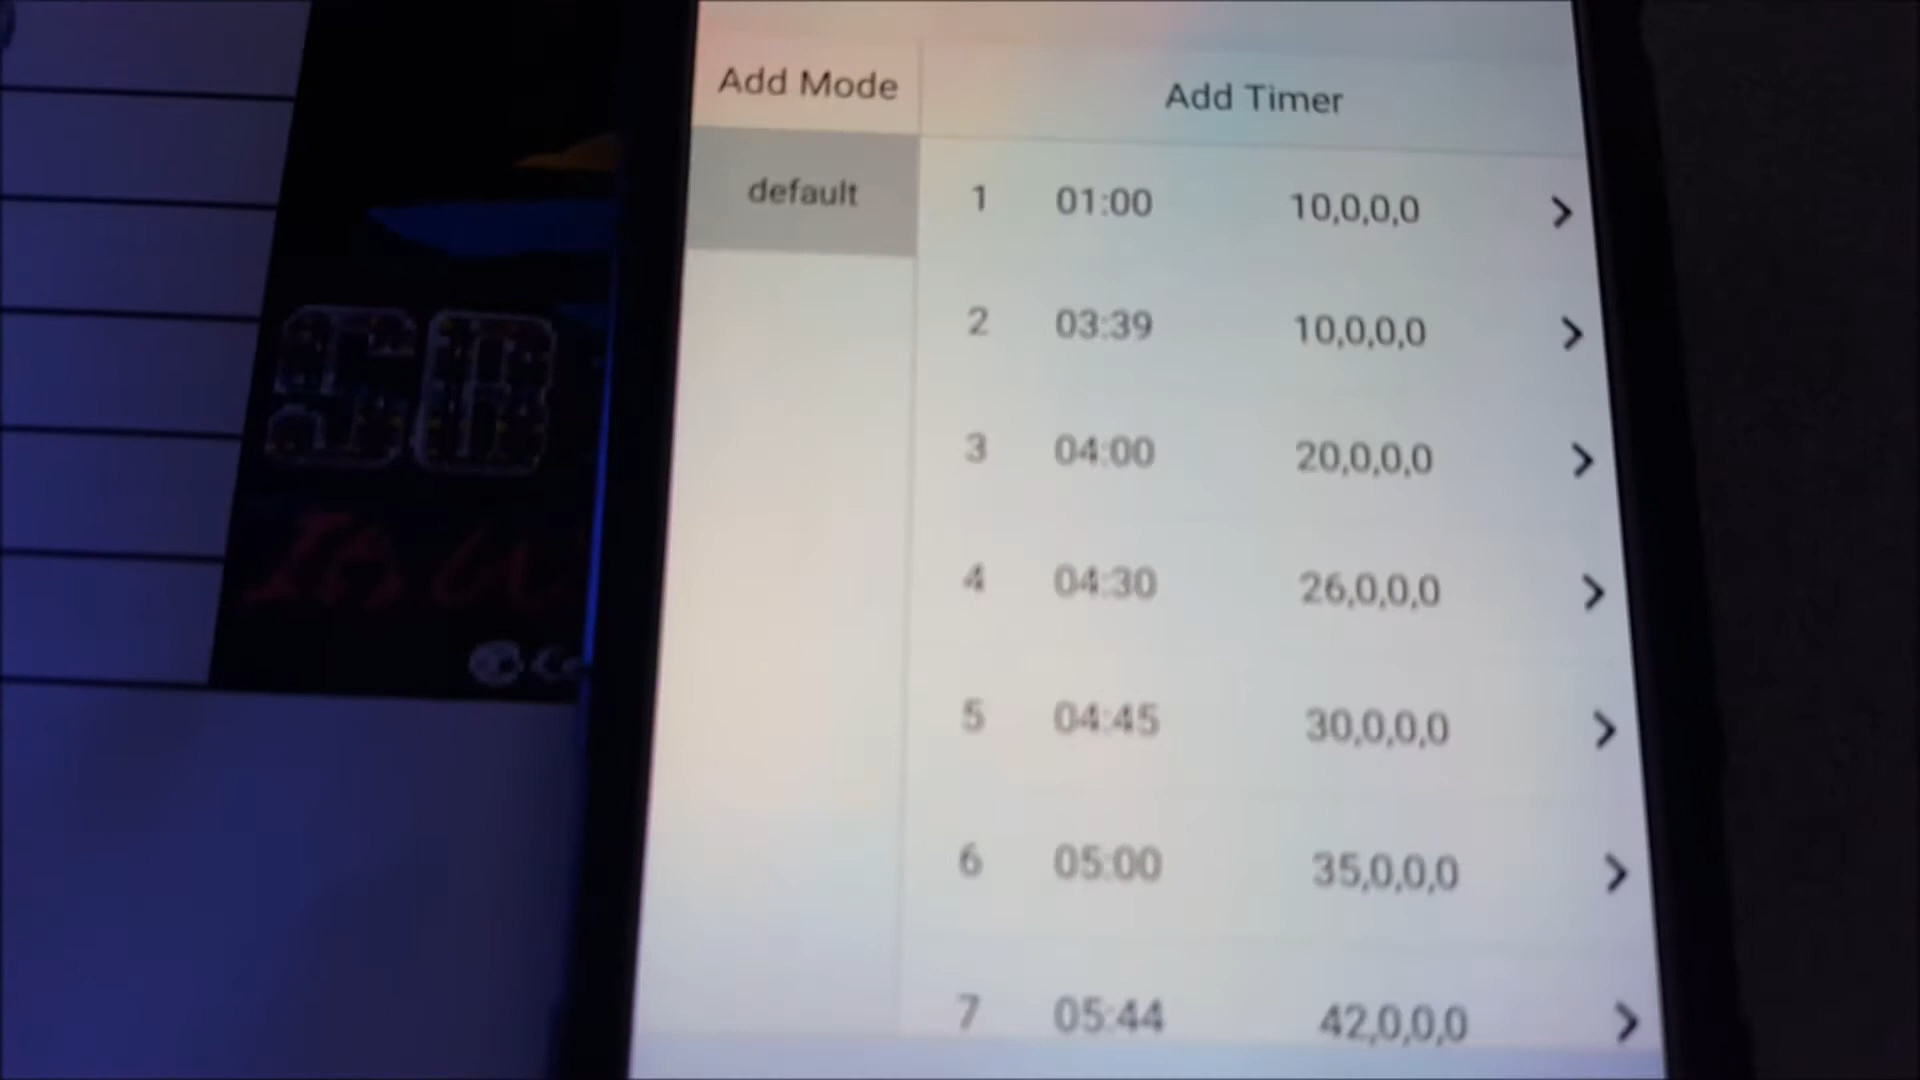 Add Mode
Add Timer
default
1 01:00 10,0,0,0
2 03:39 10,0,0,0
3 04:00 20,0,0,0
4 04:30 26,0,0,0
5 04:45 30,0,0,0
6 05:00 35,0,0,0
7 05:44 42,0,0,0